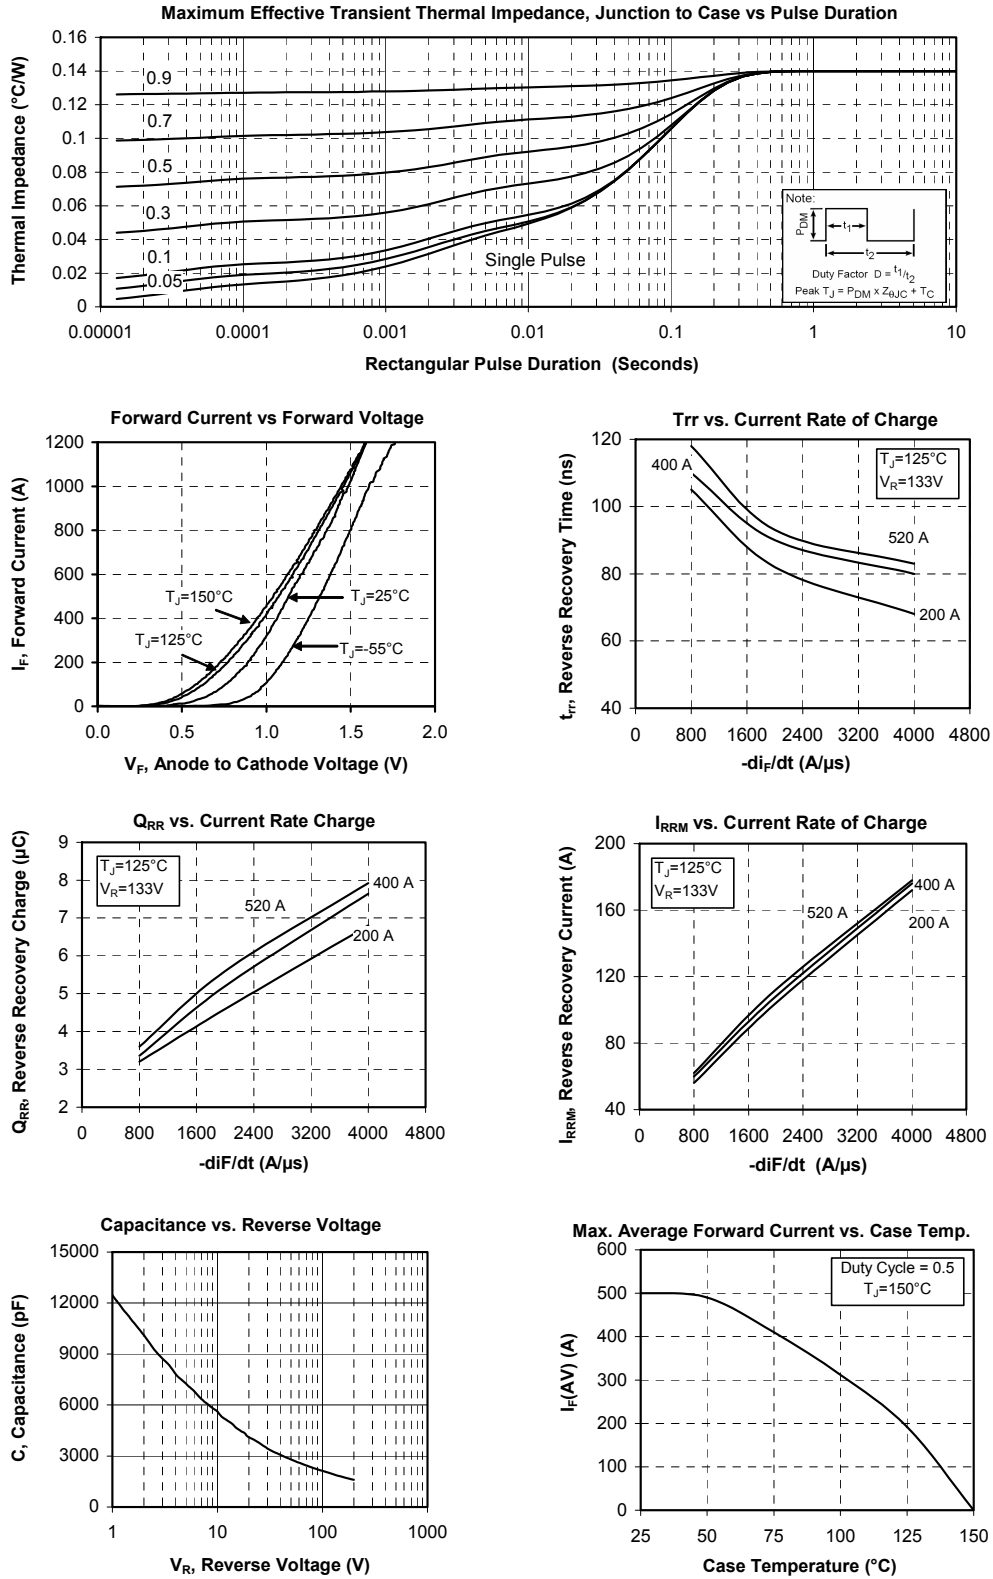 Maximum Effective Transient Thermal Impedance, Junction to Case vs Pulse Duration
Thermal Impedance (°C/W)
0.16
0.14
0.12
0.1
0.08
0.06
0.04
0.02
0
0.9
0.7
0.5
0.3
0.1
0.05
Single Pulse
Note:
PDM
t1
t2
Duty Factor D = t1/t2
Peak TJ = PDM x ZθJC + TC
0.00001 0.0001 0.001 0.01 0.1 1 10
Rectangular Pulse Duration (Seconds)
Forward Current vs Forward Voltage
IF, Forward Current (A)
1200
1000
800
600
400
200
0
TJ=150°C
TJ=125°C
TJ=25°C
TJ=-55°C
0.0 0.5 1.0 1.5 2.0
VF, Anode to Cathode Voltage (V)
Trr vs. Current Rate of Charge
trr, Reverse Recovery Time (ns)
120
100
80
60
40
400 A
TJ=125°C
VR=133V
520 A
200 A
0 800 1600 2400 3200 4000 4800
-diF/dt (A/µs)
QRR vs. Current Rate Charge
QRR, Reverse Recovery Charge (µC)
9
8
7
6
5
4
3
2
TJ=125°C
VR=133V
520 A
400 A
200 A
0 800 1600 2400 3200 4000 4800
-diF/dt (A/µs)
IRRM vs. Current Rate of Charge
IRRM, Reverse Recovery Current (A)
200
160
120
80
40
TJ=125°C
VR=133V
520 A
400 A
200 A
0 800 1600 2400 3200 4000 4800
-diF/dt (A/µs)
Capacitance vs. Reverse Voltage
C, Capacitance (pF)
15000
12000
9000
6000
3000
0
1 10 100 1000
VR, Reverse Voltage (V)
Max. Average Forward Current vs. Case Temp.
IF(AV) (A)
600
500
400
300
200
100
0
Duty Cycle = 0.5
TJ=150°C
25 50 75 100 125 150
Case Temperature (°C)